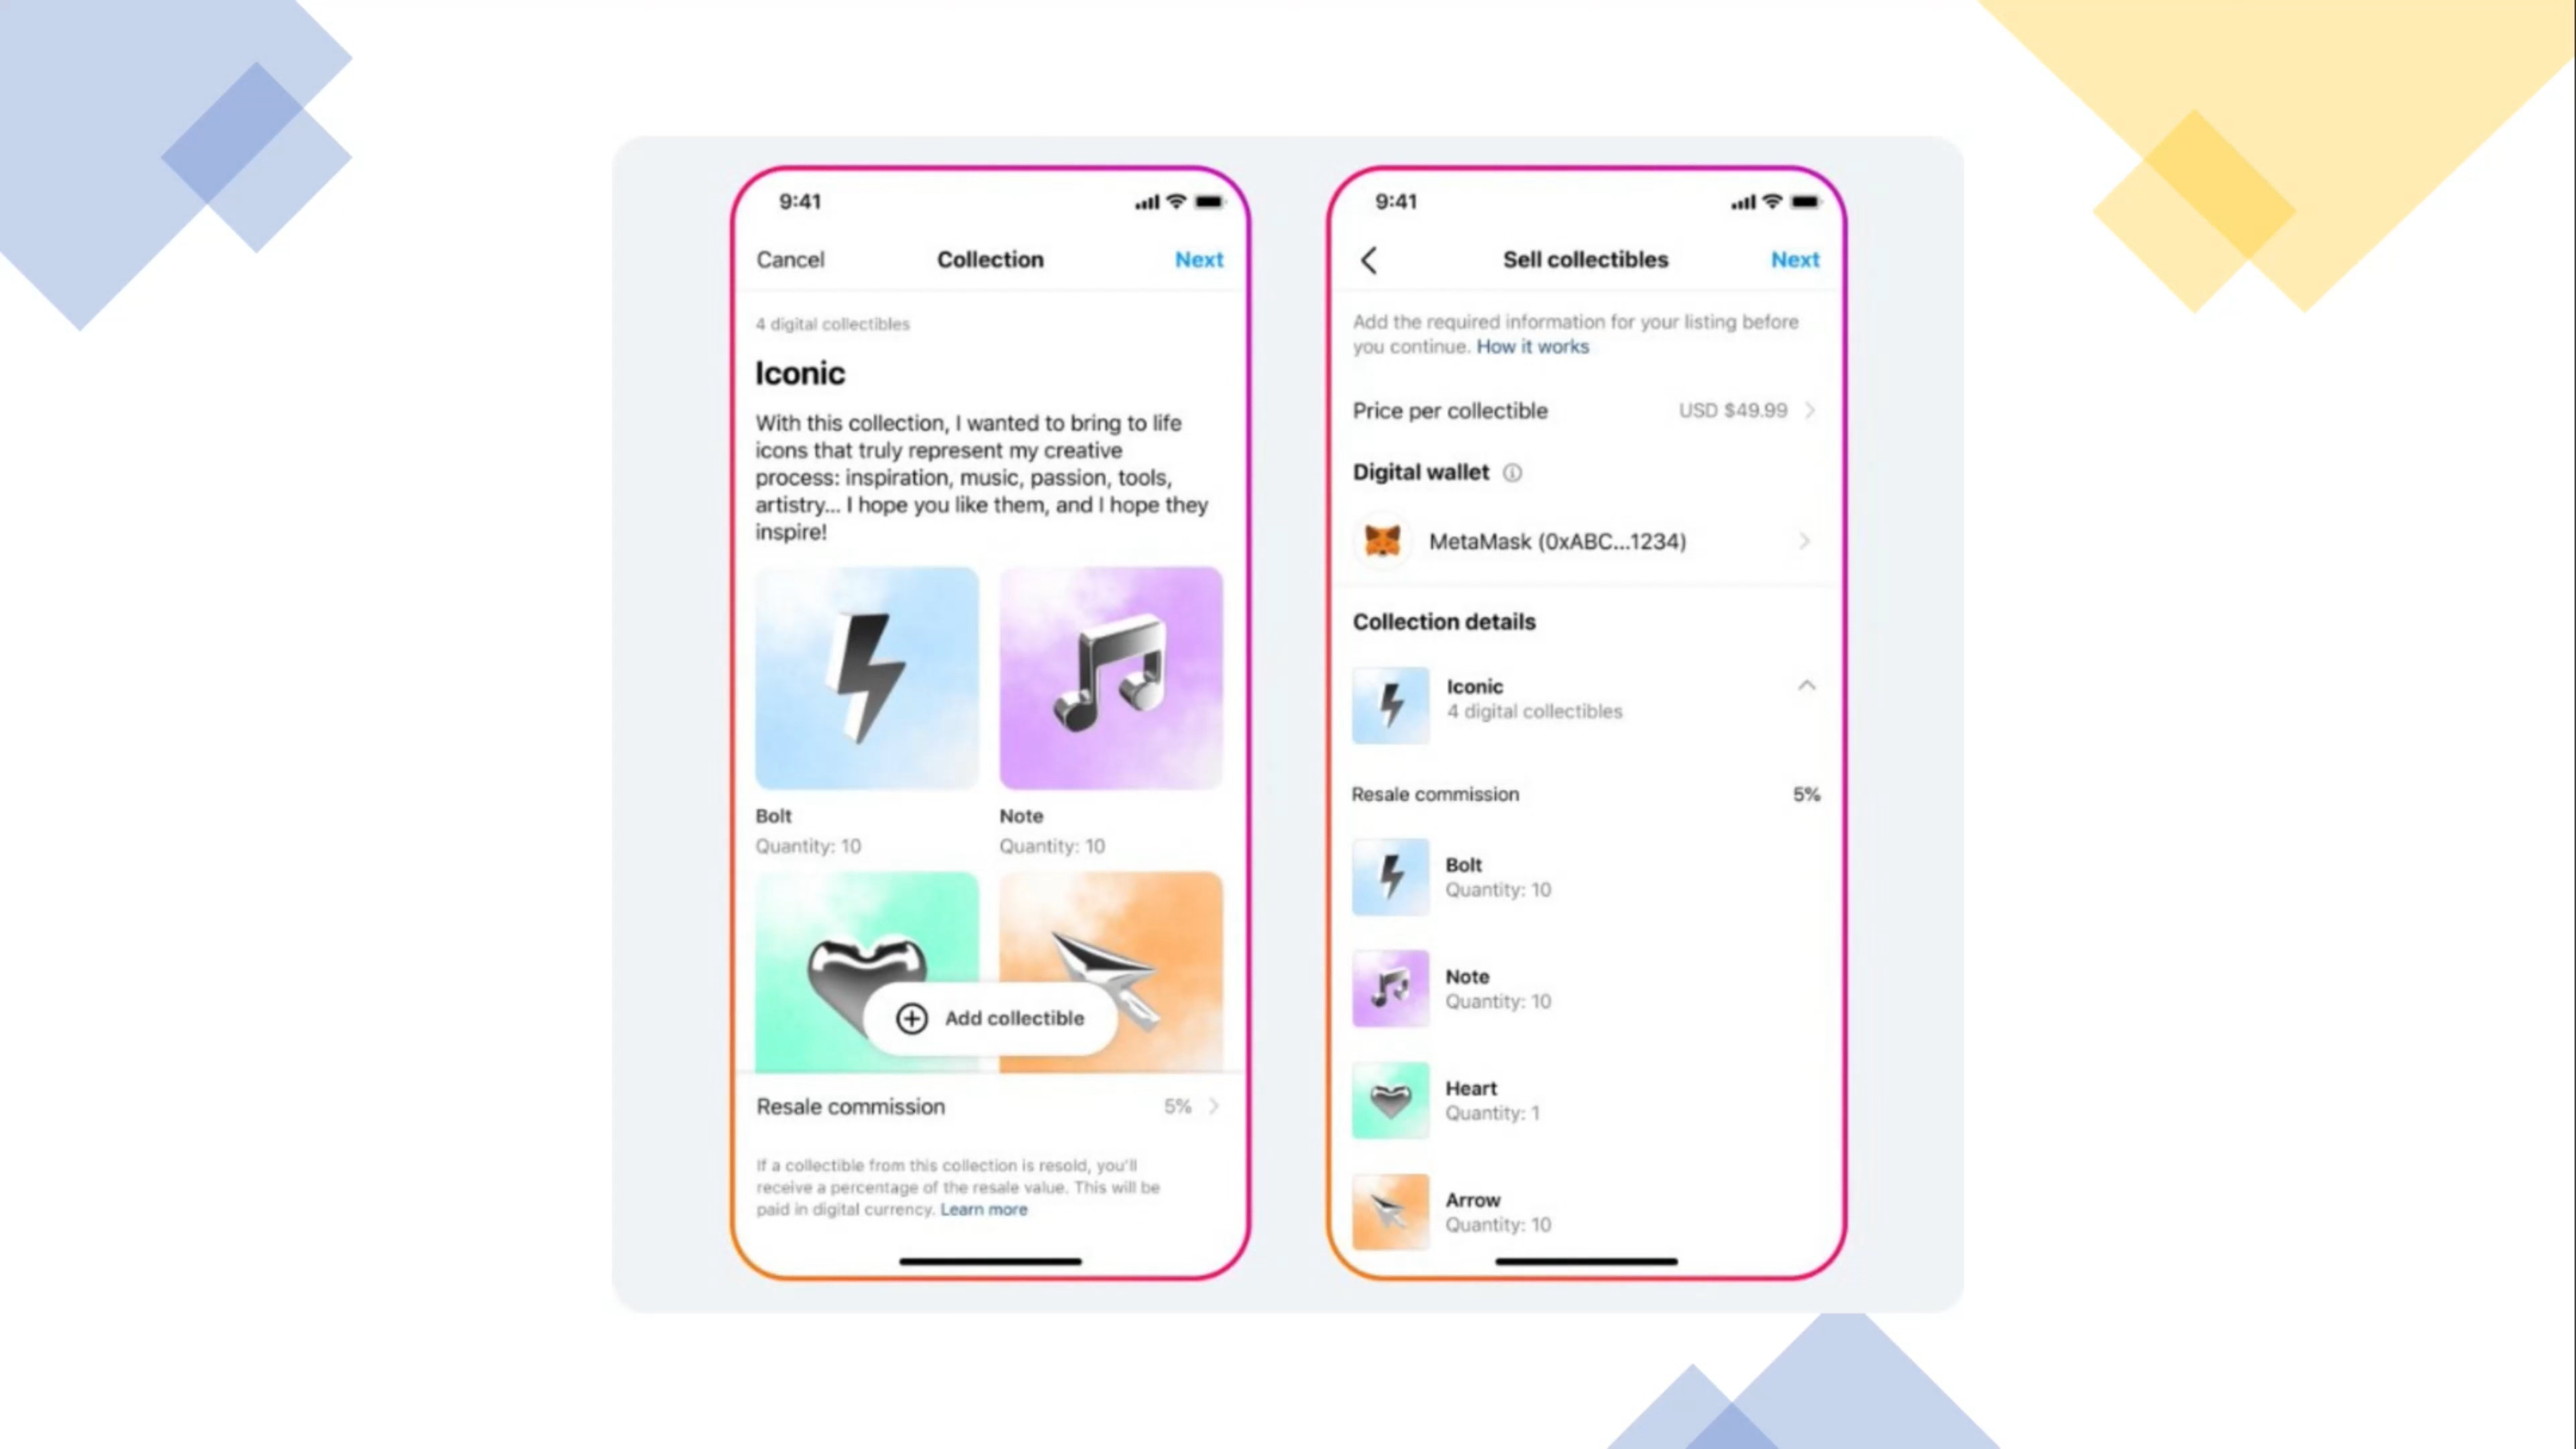 9:41
Cancel
Collection
Next
4 digital collectibles
Iconic
With this collection, I wanted to bring to life
icons that truly represent my creative
process: inspiration, music, passion, tools,
artistry... I hope you like them, and I hope they
inspire!
Bolt
Quantity: 10
Note
Quantity: 10
Add collectible
Resale commission
5%
If a collectible from this collection is resold, you'll
receive a percentage of the resale value. This will be
paid in digital currency. Learn more
9:41
Sell collectibles
Next
Add the required information for your listing before
you continue. How it works
Price per collectible
USD $49.99
Digital wallet
MetaMask (0xABC...1234)
Collection details
Iconic
4 digital collectibles
Resale commission
5%
Bolt
Quantity: 10
Note
Quantity: 10
Heart
Quantity: 1
Arrow
Quantity: 10